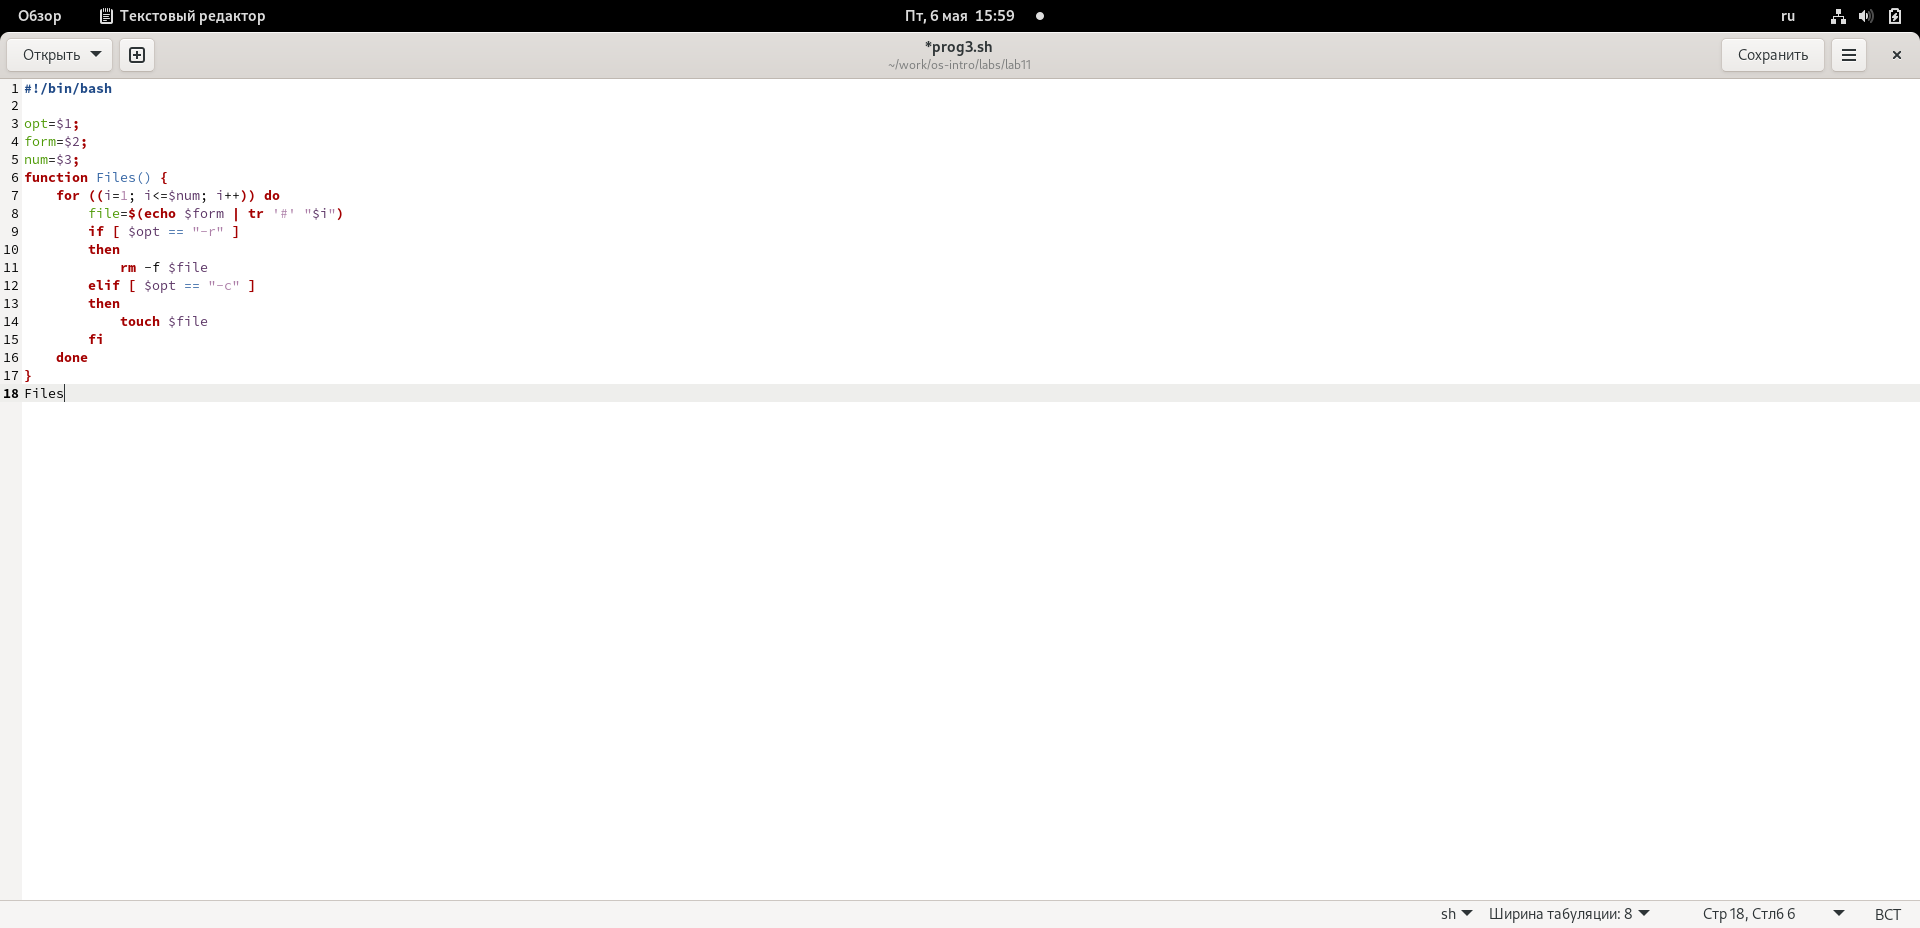 Обзор Текстовый редактор Пт, 6 мая 15:59 ru
Открыть *prog3.sh Сохранить
~/work/os-intro/labs/lab11
1 #!/bin/bash
2
3 opt=$1;
4 form=$2;
5 num=$3;
6 function Files() {
7     for ((i=1; i<=$num; i++)) do
8         file=$(echo $form | tr '#' "$i")
9         if [ $opt == "-r" ]
10         then
11             rm -f $file
12         elif [ $opt == "-c" ]
13         then
14             touch $file
15         fi
16     done
17 }
18 Files
sh Ширина табуляции: 8 Стр 18, Стлб 6 ВСТ